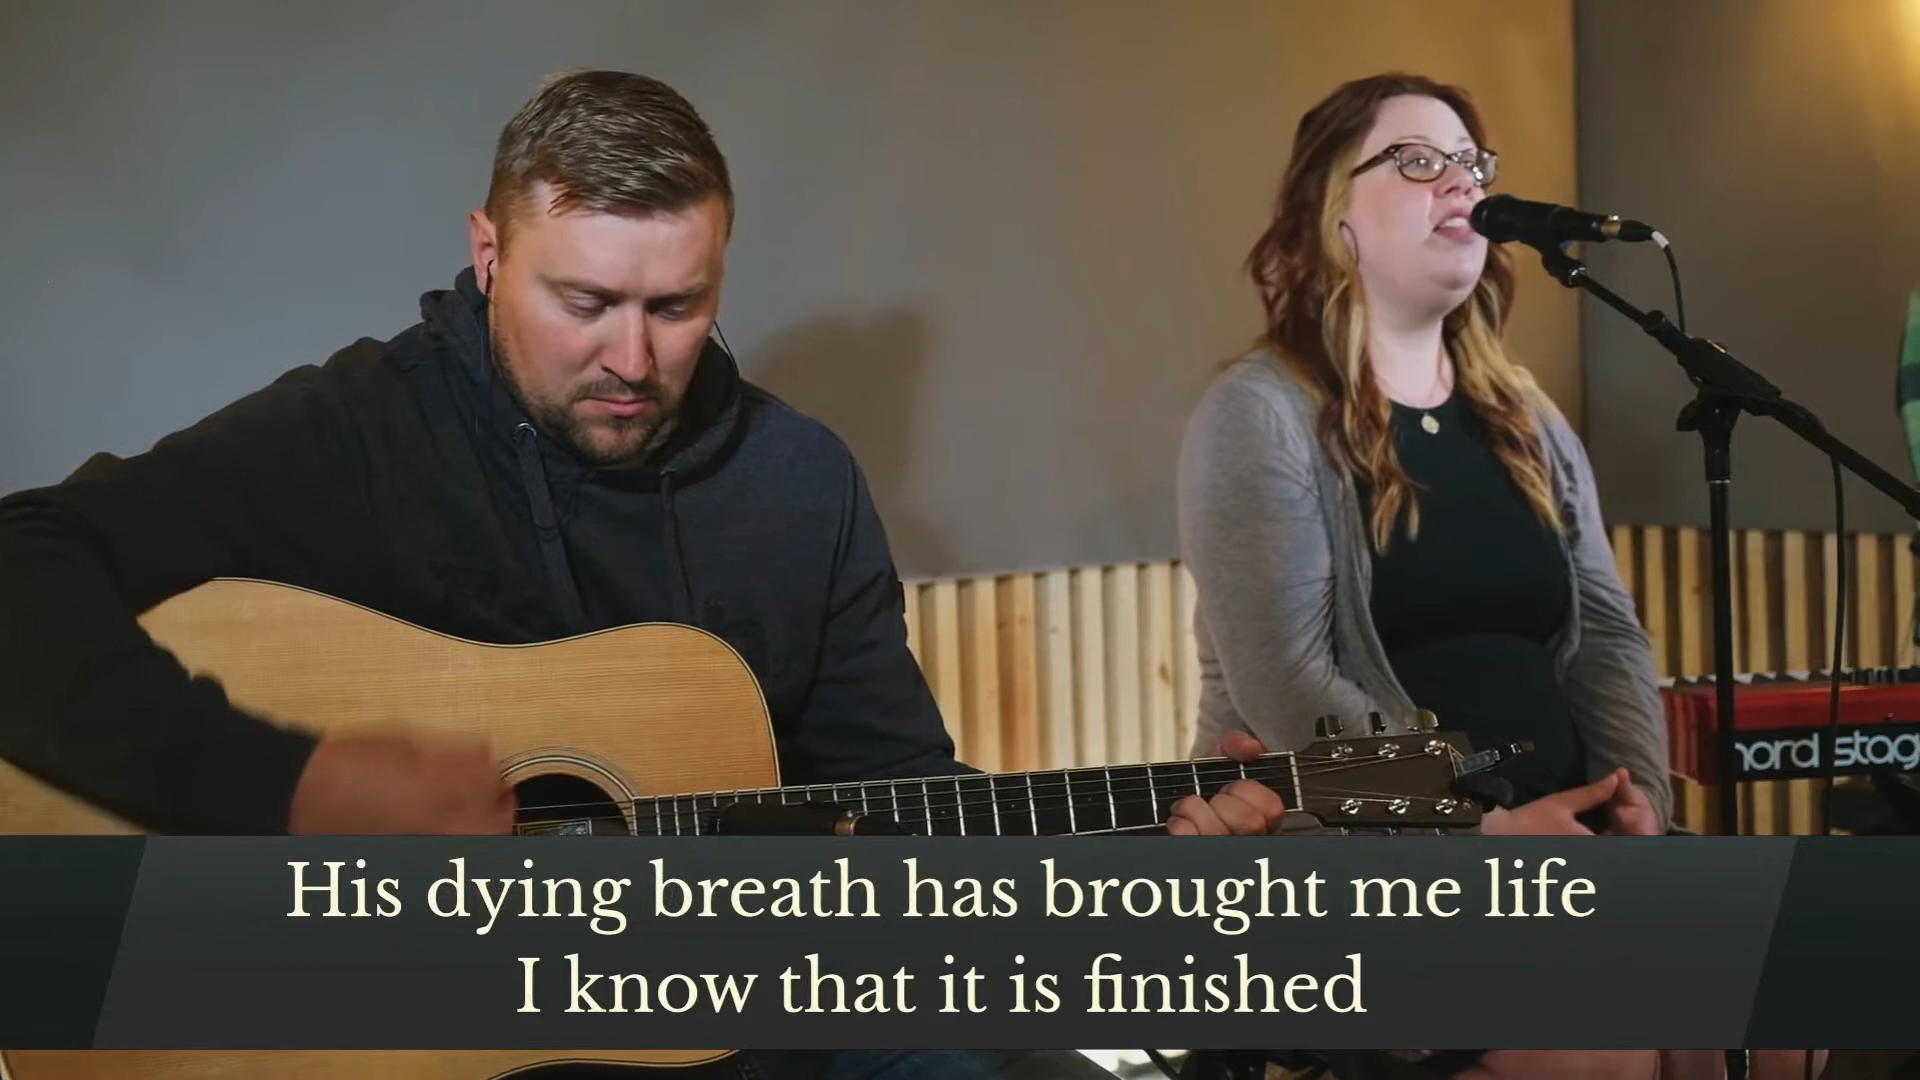 nord stag
His dying breath has brought me life
I know that it is finished